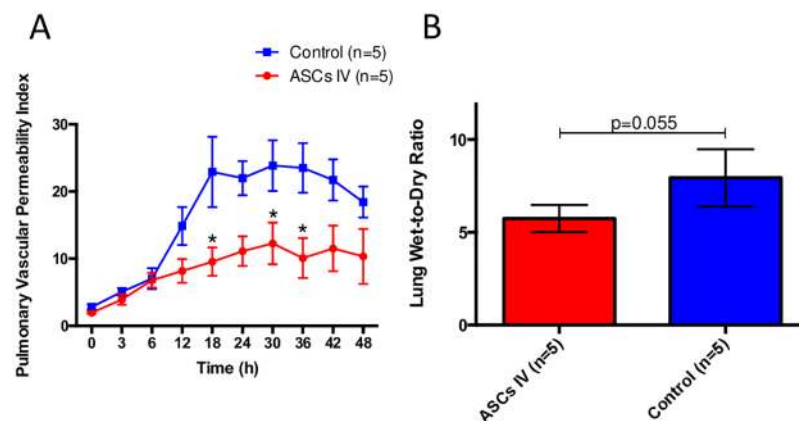 A
Control (n=5)
ASCs IV (n=5)
Pulmonary Vascular Permeability Index
30
20
10
0
*
*
*
0 3 6 12 18 24 30 36 42 48
Time (h)
B
p=0.055
Lung Wet-to-Dry Ratio
10
5
0
ASCs IV (n=5)
Control (n=5)